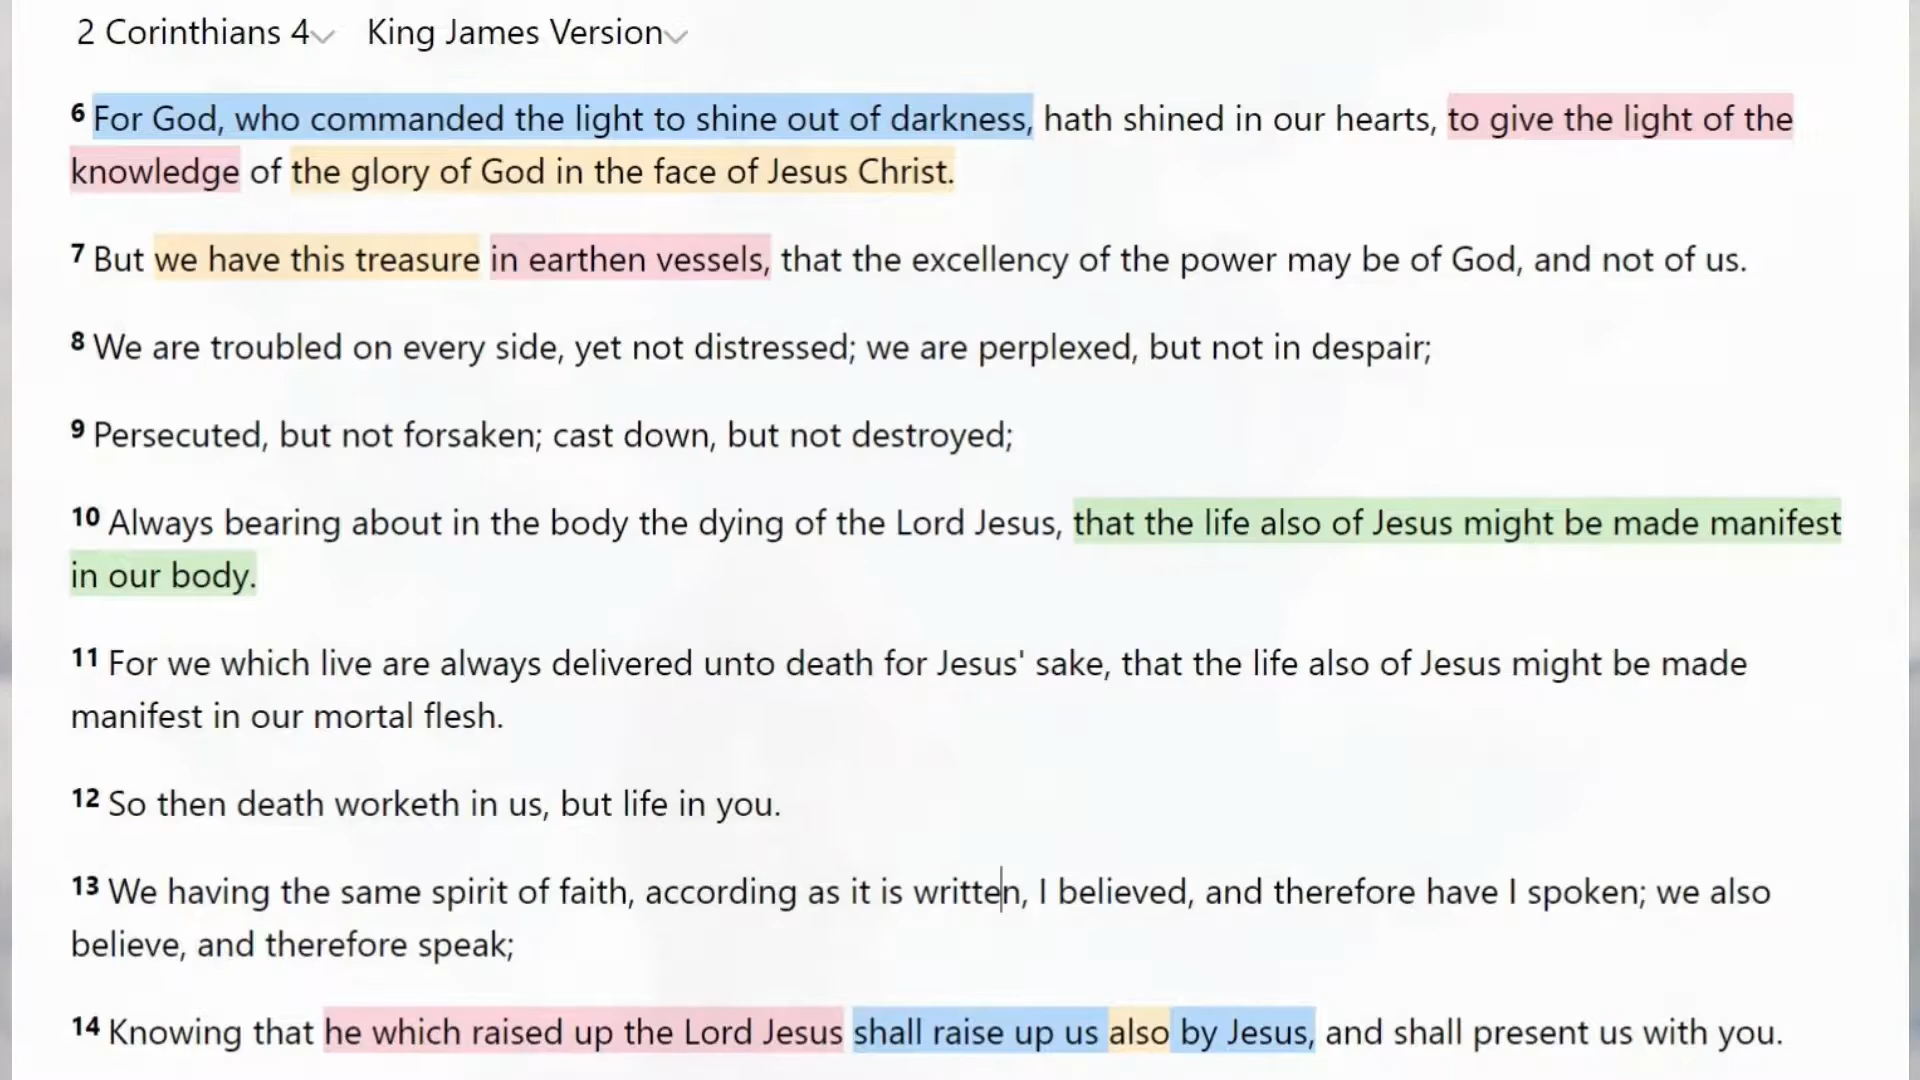 2 Corinthians 4 King James Version
6 For God, who commanded the light to shine out of darkness, hath shined in our hearts, to give the light of the
knowledge of the glory of God in the face of Jesus Christ.
7 But we have this treasure in earthen vessels, that the excellency of the power may be of God, and not of us.
8 We are troubled on every side, yet not distressed; we are perplexed, but not in despair;
9 Persecuted, but not forsaken; cast down, but not destroyed;
10 Always bearing about in the body the dying of the Lord Jesus, that the life also of Jesus might be made manifest
in our body.
11 For we which live are always delivered unto death for Jesus' sake, that the life also of Jesus might be made
manifest in our mortal flesh.
12 So then death worketh in us, but life in you.
13 We having the same spirit of faith, according as it is written, I believed, and therefore have I spoken; we also
believe, and therefore speak;
14 Knowing that he which raised up the Lord Jesus shall raise up us also by Jesus, and shall present us with you.